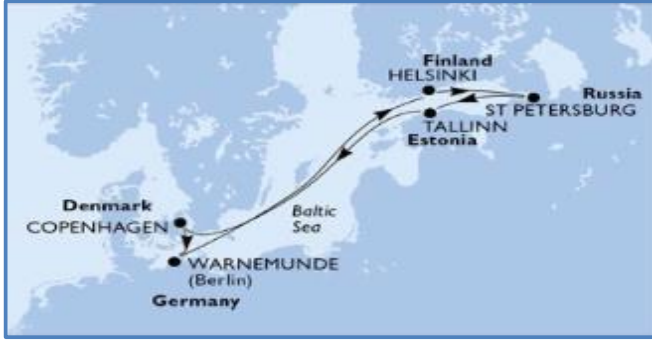 Finland
HELSINKI
Russia
ST PETERSBURG
TALLINN
Estonia
Denmark
COPENHAGEN
Baltic
Sea
WARNEMUNDE
(Berlin)
Germany